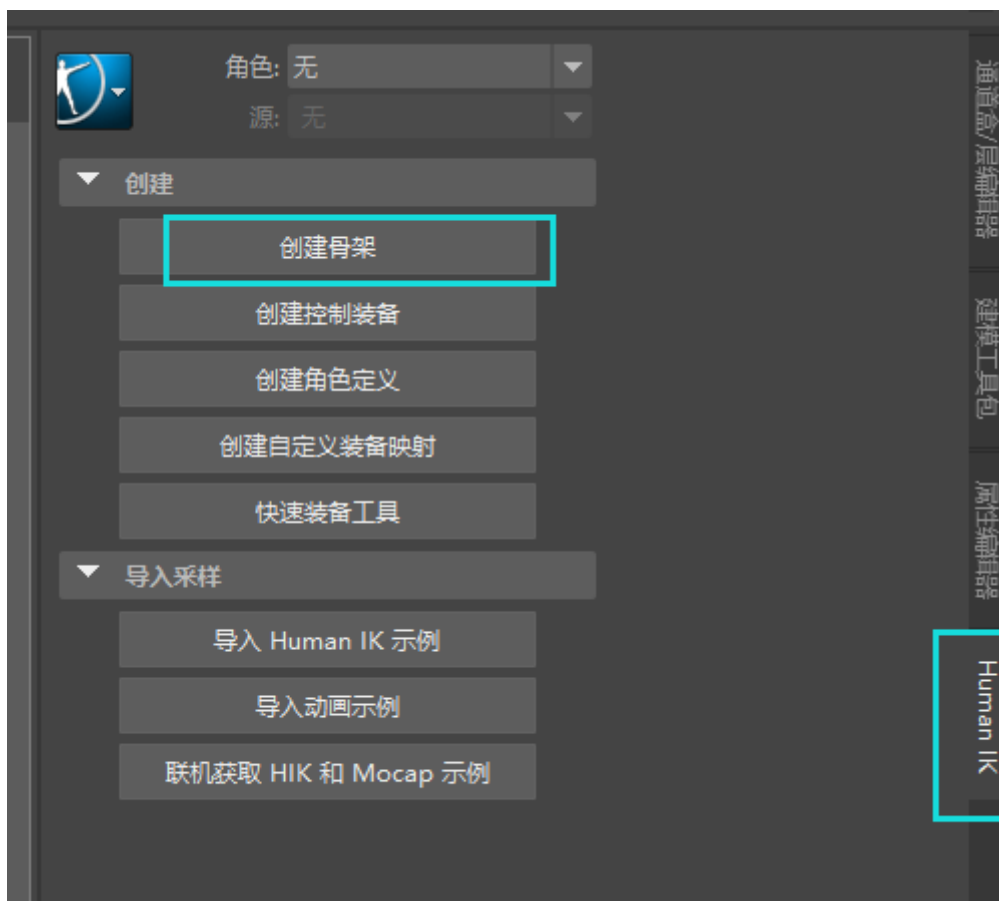 角色: 无
源: 无
创建
创建骨架
创建控制装备
创建角色定义
创建自定义装备映射
快速装备工具
导入采样
导入 Human IK 示例
导入动画示例
联机获取 HIK 和 Mocap 示例
通道盒/层编辑器
建模工具包
属性编辑器
Human IK